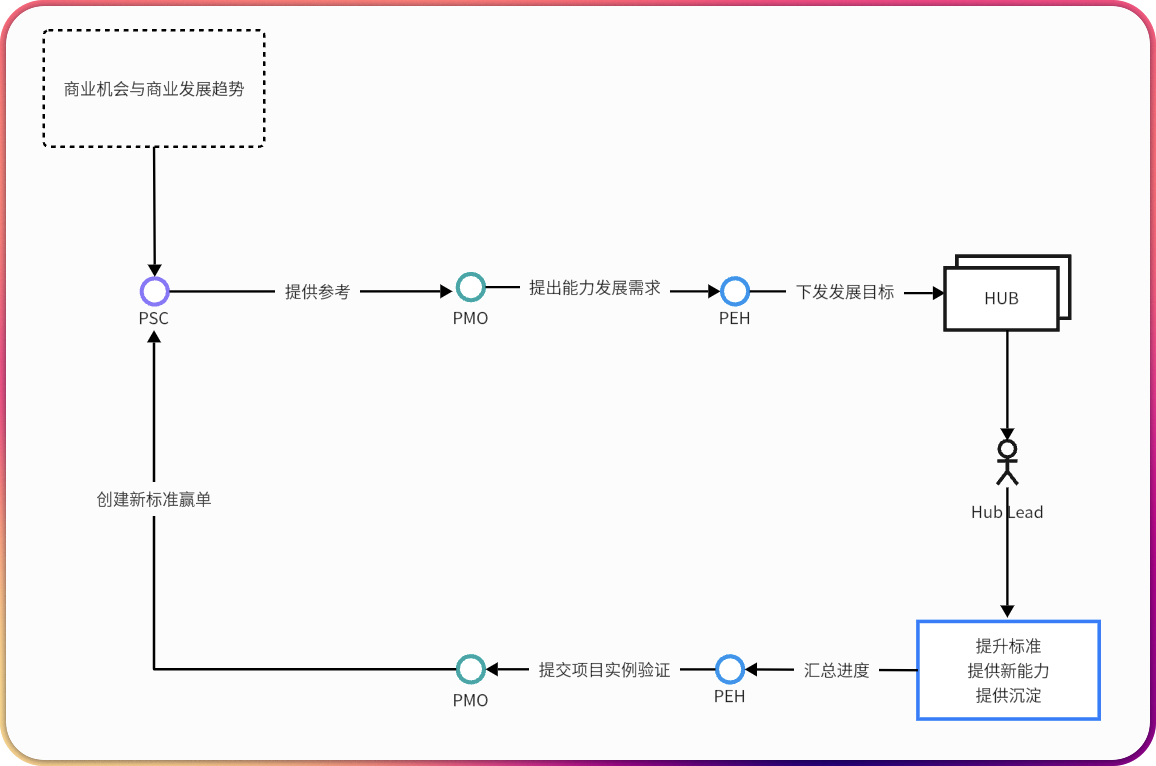 商业机会与商业发展趋势
提供参考
提出能力发展需求
下发发展目标
HUB
PSC
PMO
PEH
创建新标准赢单
Hub Lead
提升标准
提供新能力
提供沉淀
提交项目实例验证
汇总进度
PMO
PEH